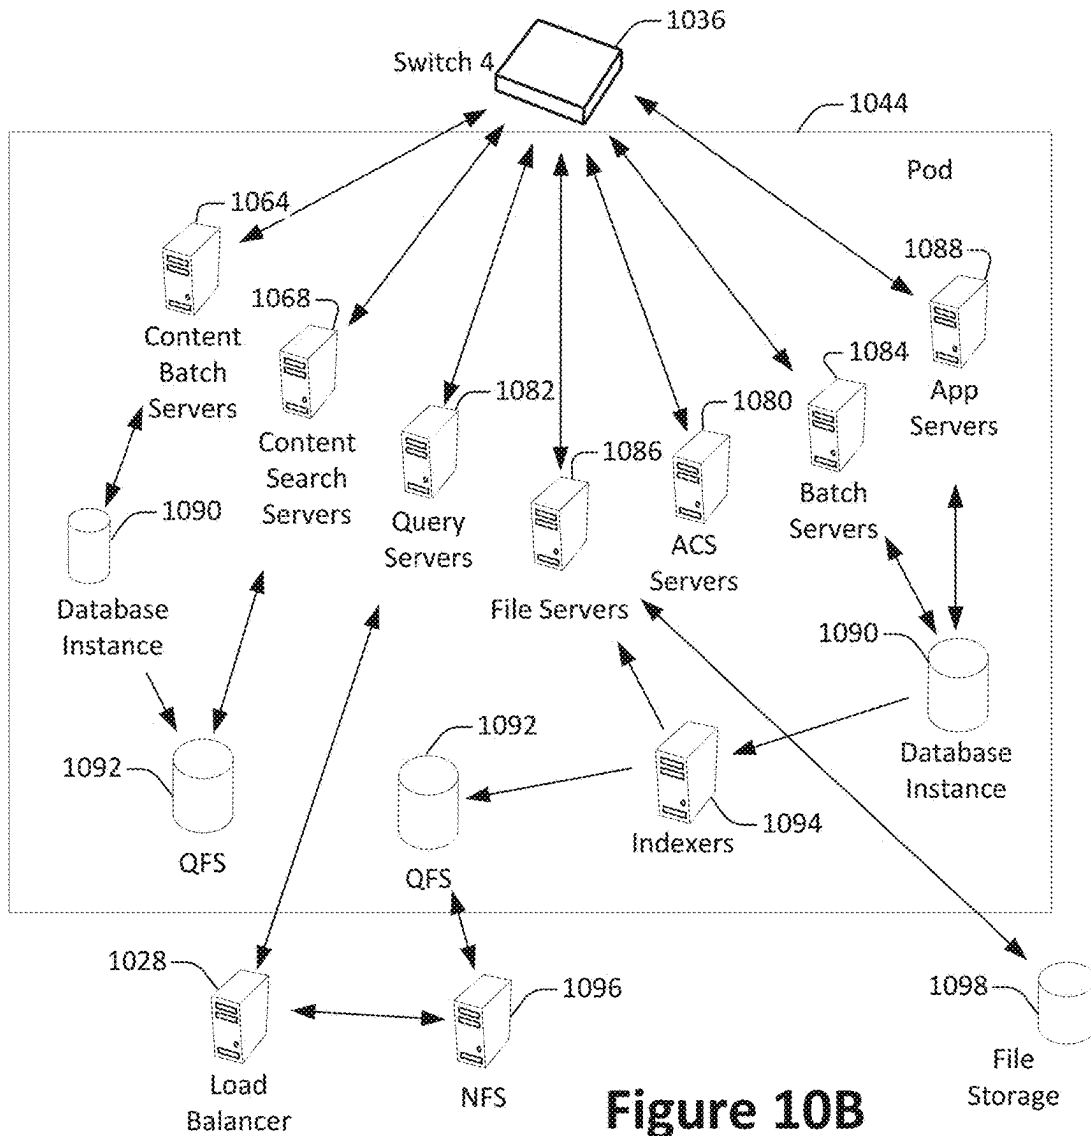 1036
Switch 4
1044
Pod
1064
1088
1068
Content
Batch
Servers
1084
1082
1080
App
Servers
Content
Search
Servers
1086
1090
Query
Servers
Batch
Servers
ACS
Servers
Database
Instance
File Servers
1090
1092
1092
Database
Instance
1094
Indexers
QFS
QFS
1028
1096
1098
Load
Balancer
NFS
File
Storage
Figure 10B